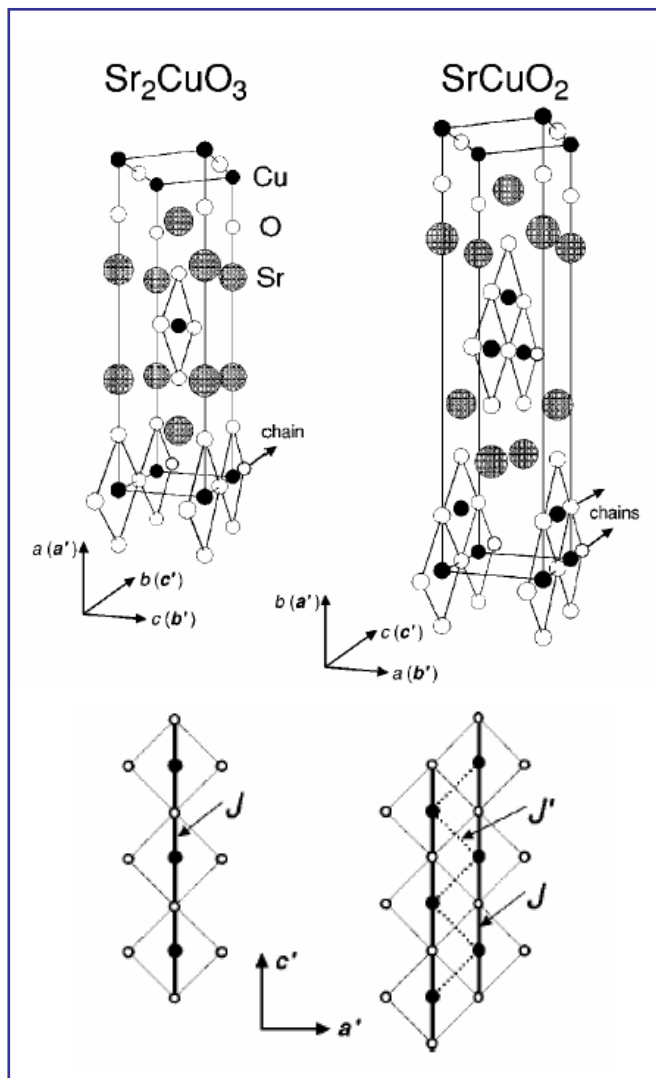 Sr₂CuO₃
SrCuO₂
Cu
O
Sr
chain
chains
a (a′)
b (c′)
c (b′)
b (a′)
c (c′)
a (b′)
J
J′
J
c′
a′